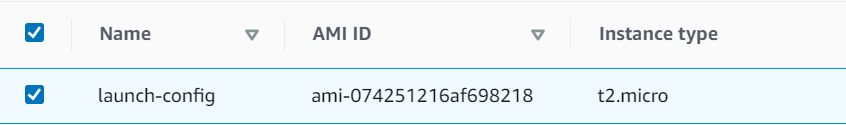 Name AMI ID Instance type
launch-config ami-074251216af698218 t2.micro